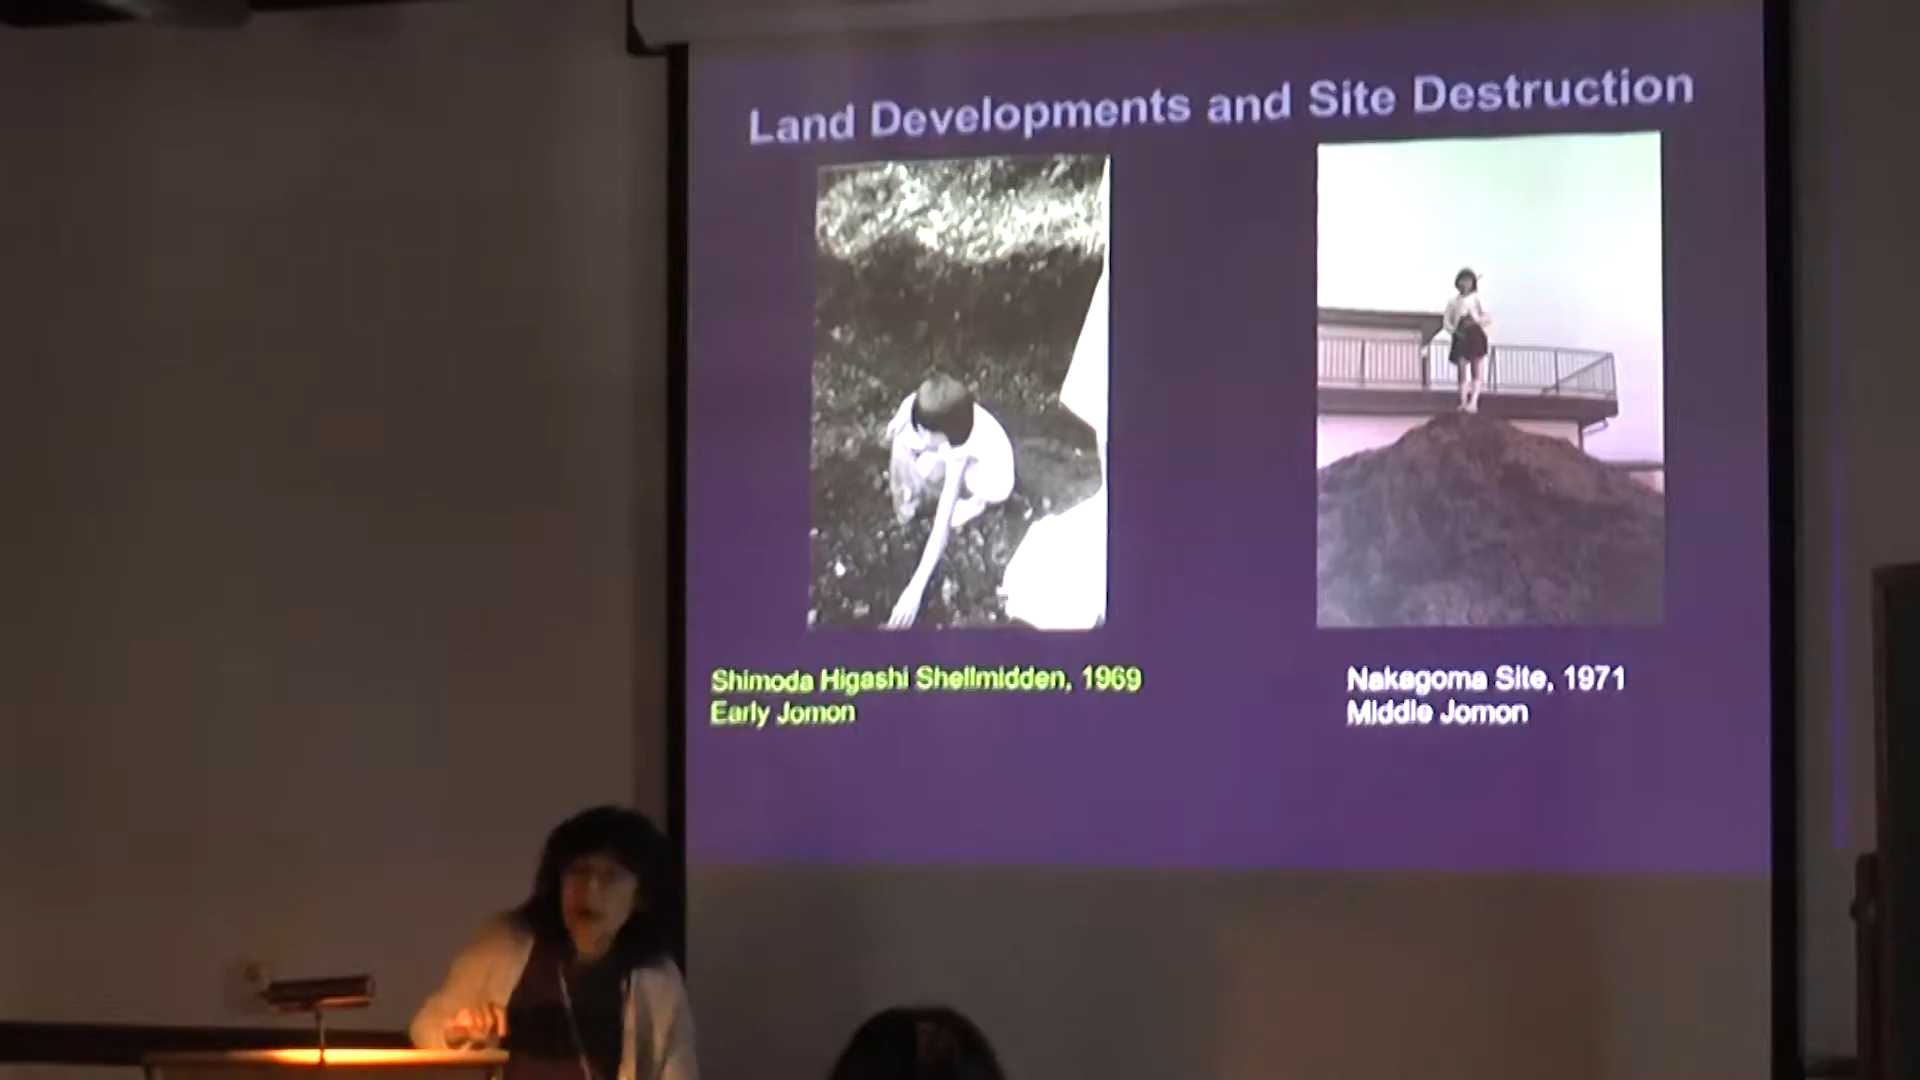 Land Developments and Site Destruction
Shimoda Higashi Shellmidden, 1969
Early Jomon
Nakagoma Site, 1971
Middle Jomon